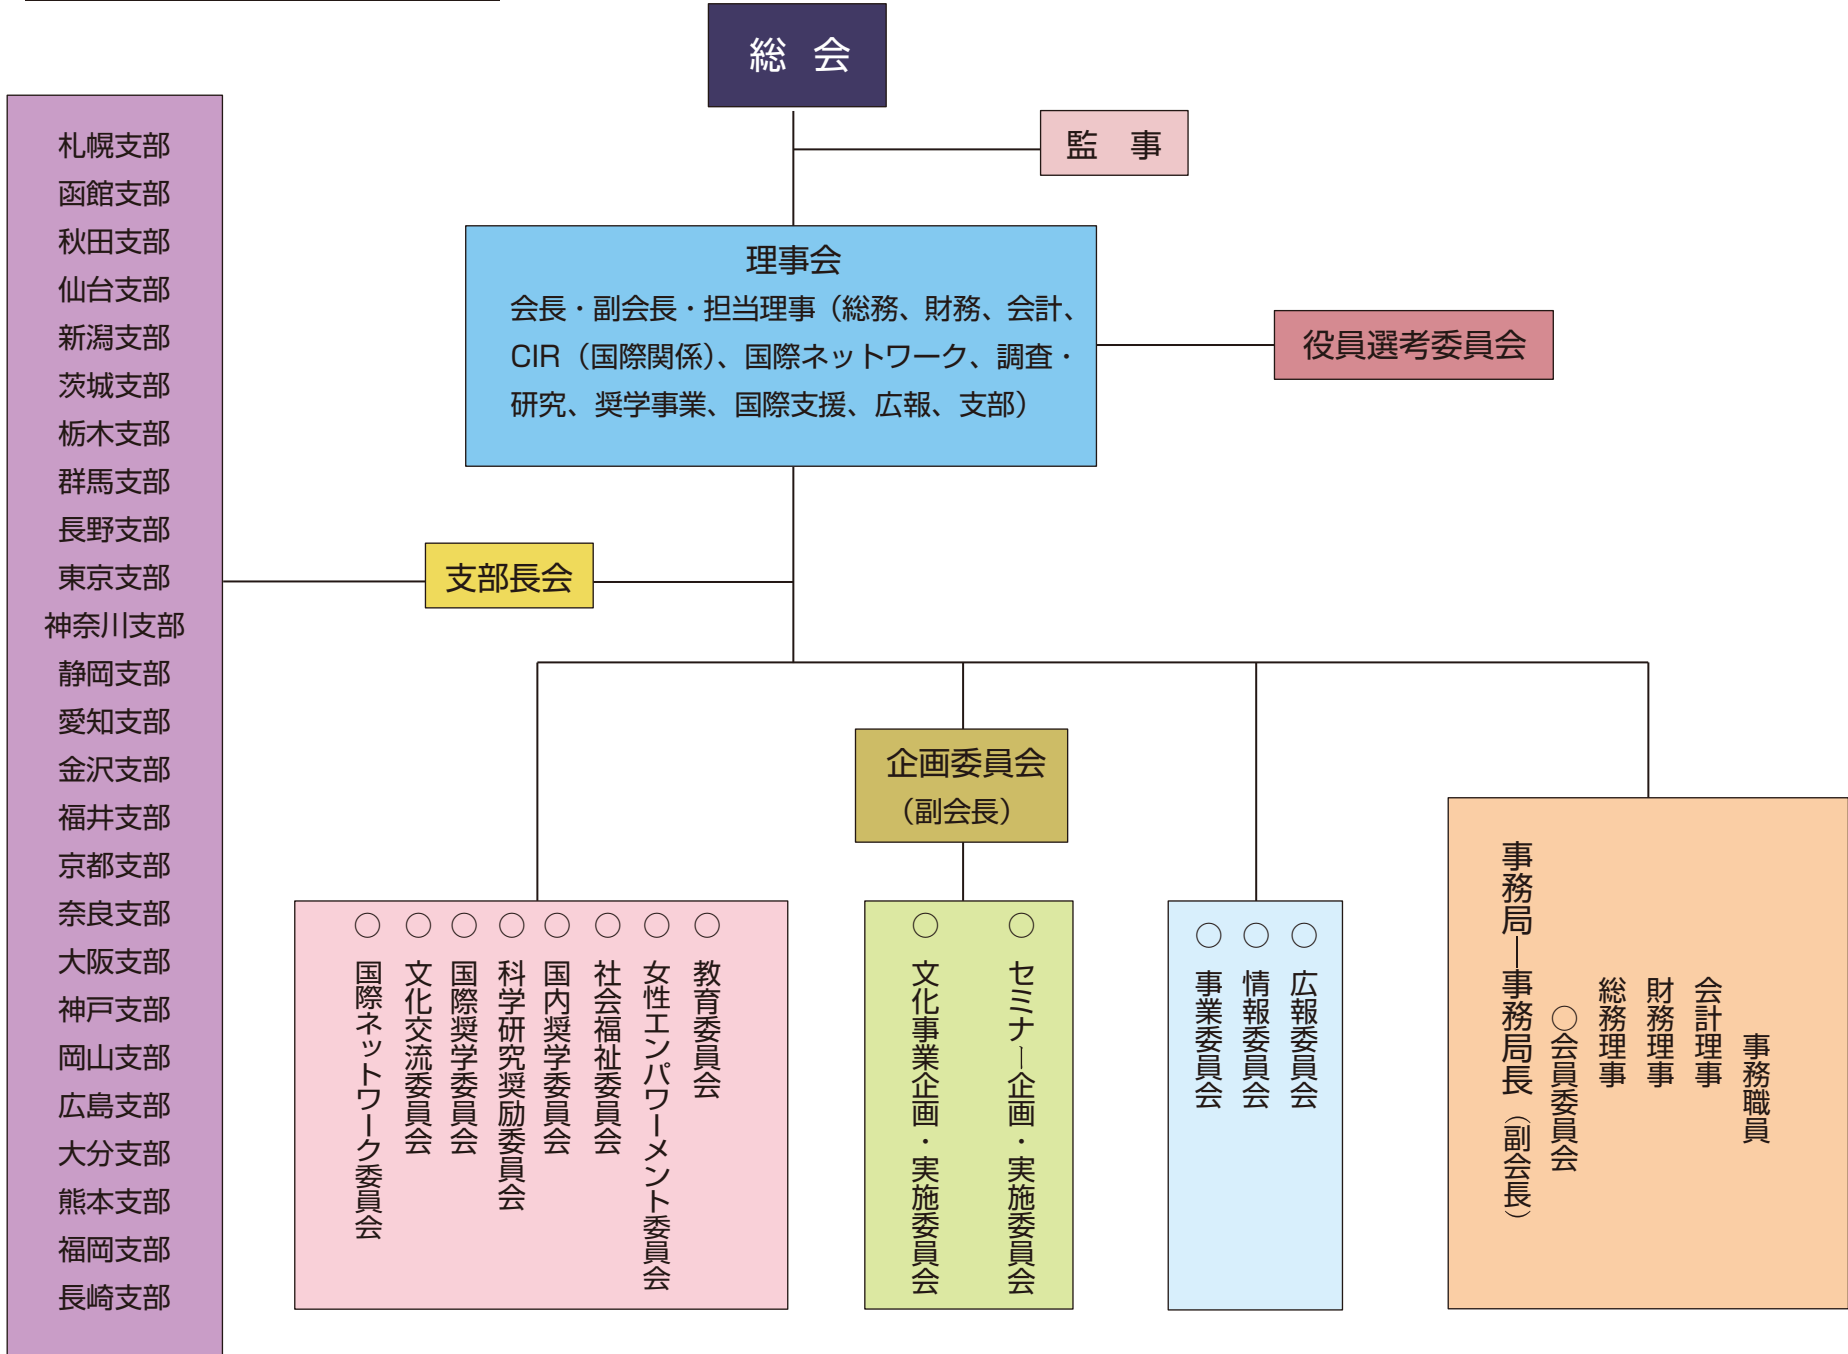 総 会
監 事
理事会
会長・副会長・担当理事（総務、財務、会計、
CIR（国際関係）、国際ネットワーク、調査・
研究、奨学事業、国際支援、広報、支部）
役員選考委員会
札幌支部
函館支部
秋田支部
仙台支部
新潟支部
茨城支部
栃木支部
群馬支部
長野支部
東京支部
神奈川支部
静岡支部
愛知支部
金沢支部
福井支部
京都支部
奈良支部
大阪支部
神戸支部
岡山支部
広島支部
大分支部
熊本支部
福岡支部
長崎支部
支部長会
企画委員会
（副会長）
○教育委員会
○女性エンパワーメント委員会
○社会福祉委員会
○国内奨学委員会
○科学研究奨励委員会
○国際奨学委員会
○文化交流委員会
○国際ネットワーク委員会
○セミナー企画・実施委員会
○文化事業企画・実施委員会
○広報委員会
○情報委員会
○事業委員会
事務局―事務局長（副会長）
○会員委員会
総務理事
財務理事
会計理事
事務職員